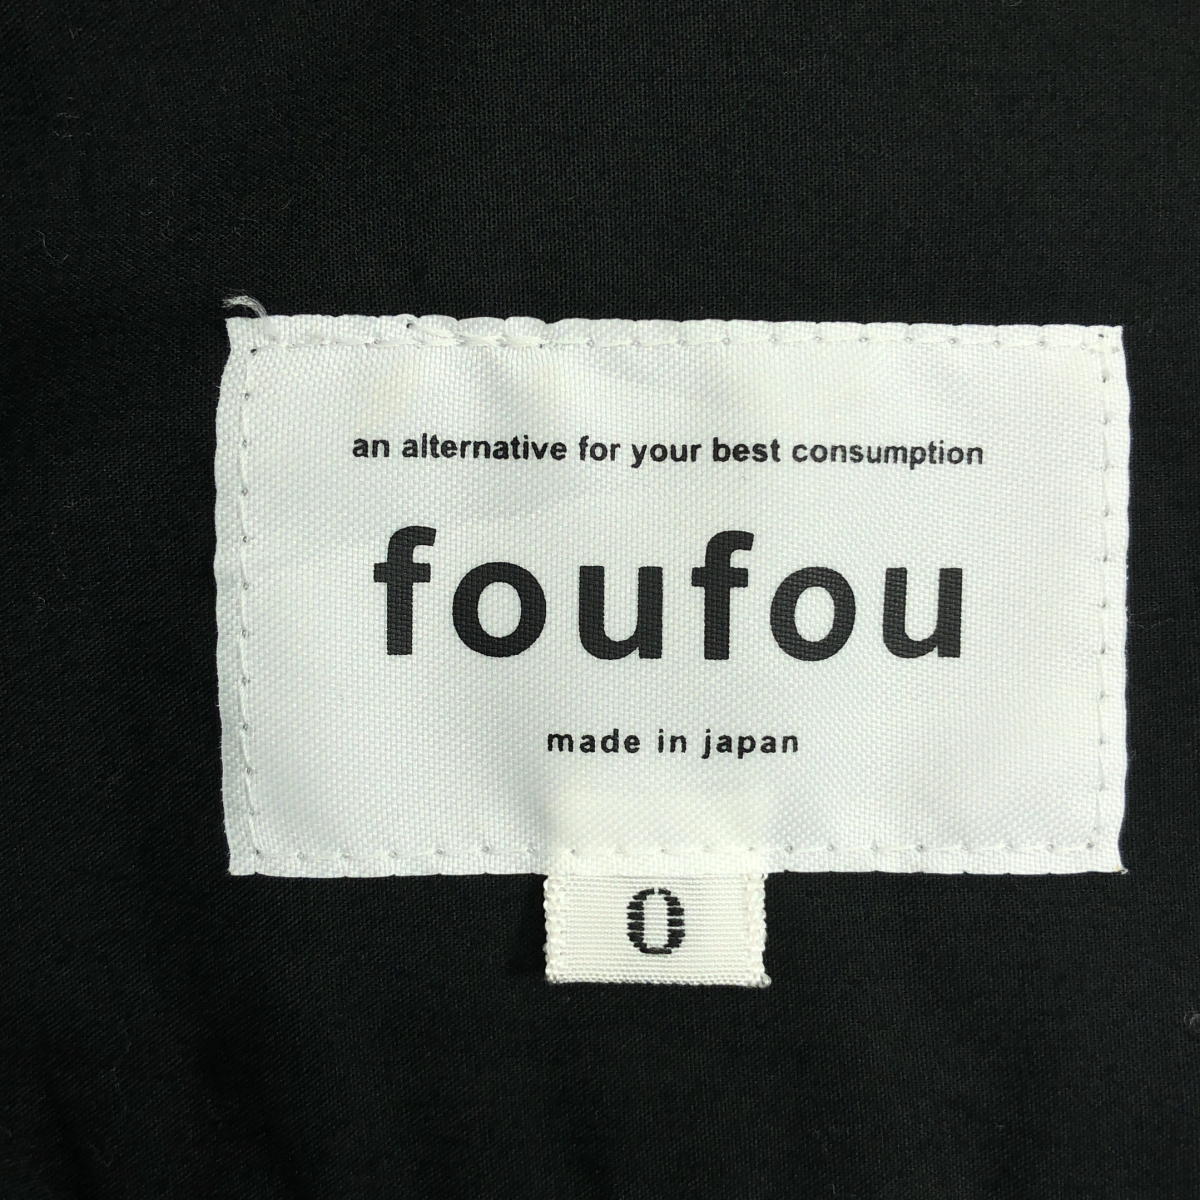 an alternative for your best consumption
foufou
made in japan
0